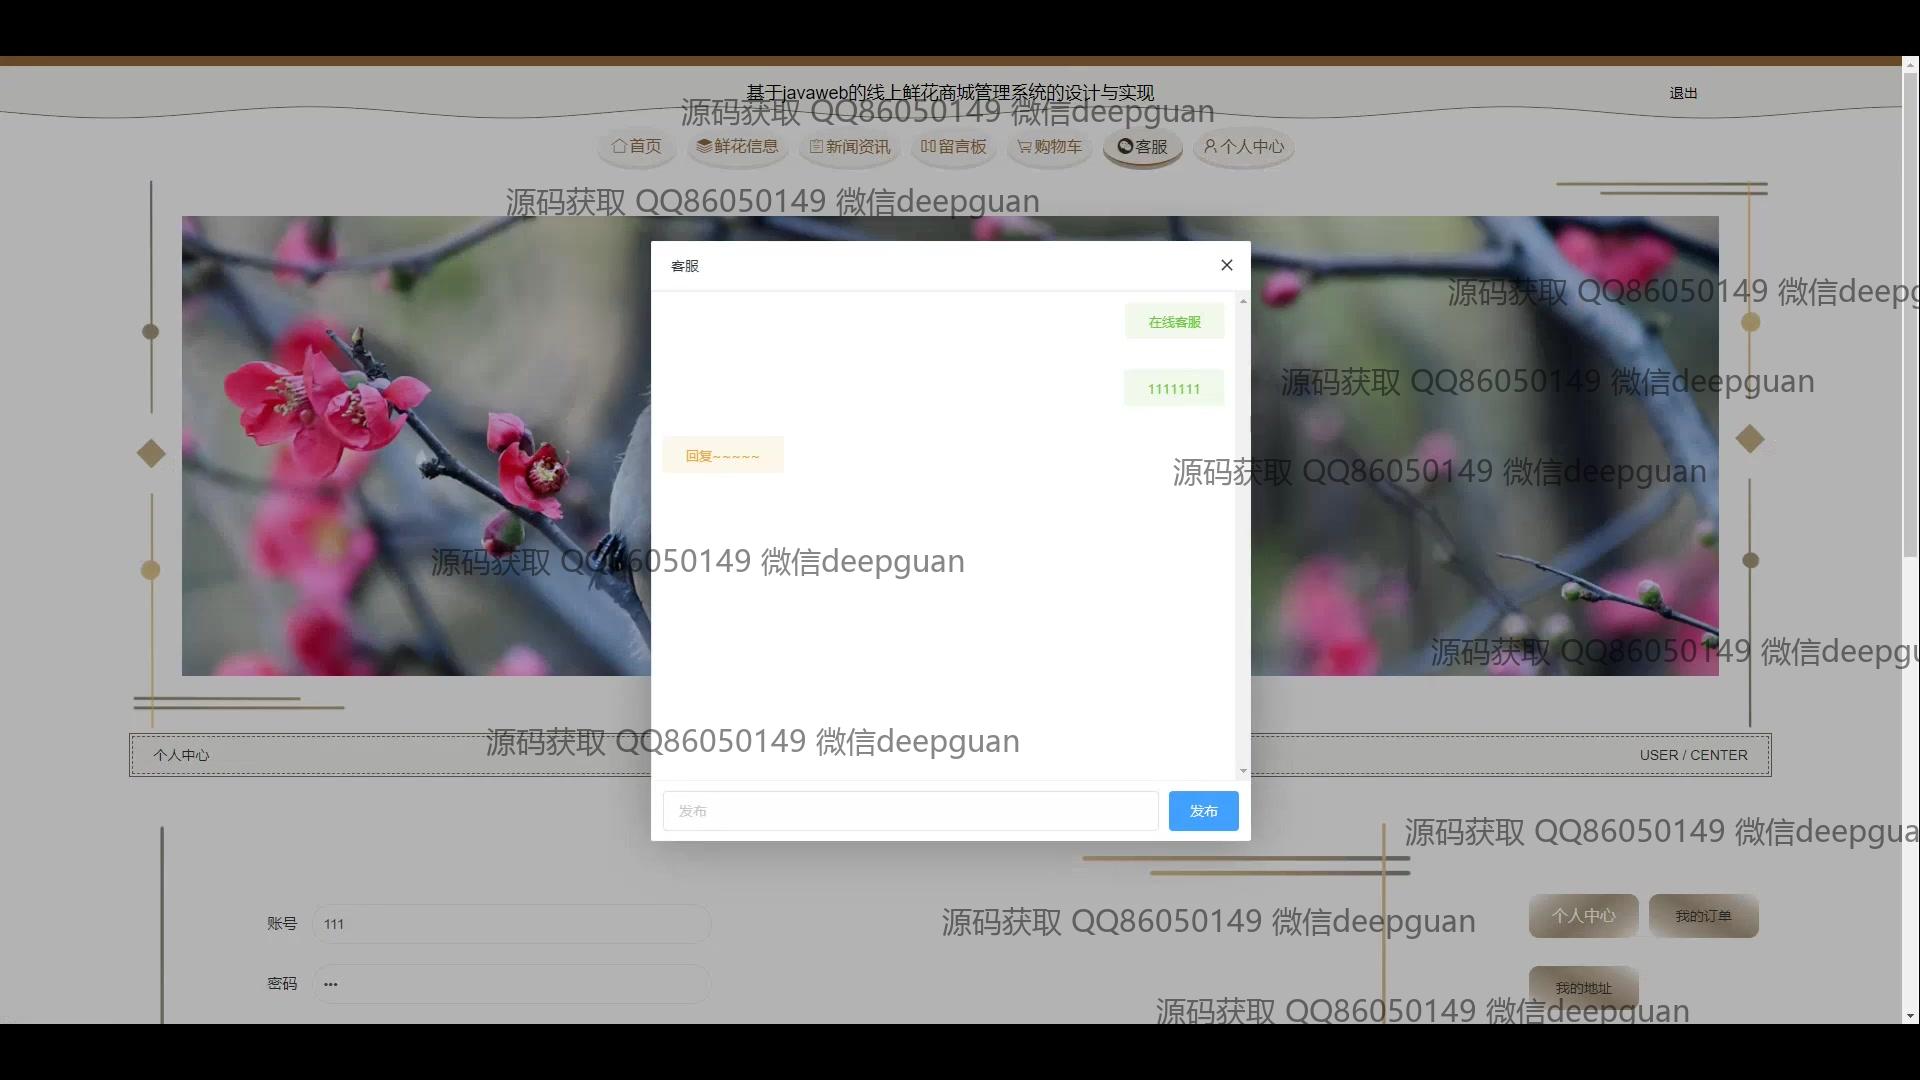 基于javaweb的线上鲜花商城管理系统的设计与实现
退出
源码获取 QQ86050149 微信deepguan
首页 鲜花信息 新闻资讯 留言板 购物车 客服 个人中心
源码获取 QQ86050149 微信deepguan
客服
源码获取 QQ86050149 微信deepg
在线客服
源码获取 QQ86050149 微信deepguan
1111111
回复~~~~~
源码获取 QQ86050149 微信deepguan
源码获取 QQ86050149 微信deepguan
源码获取 QQ86050149 微信deepgu
源码获取 QQ86050149 微信deepguan
个人中心
USER / CENTER
发布
发布
源码获取 QQ86050149 微信deepgua
账号 111
源码获取 QQ86050149 微信deepguan
个人中心
我的订单
密码 •••
我的地址
源码获取 QQ86050149 微信deepguan